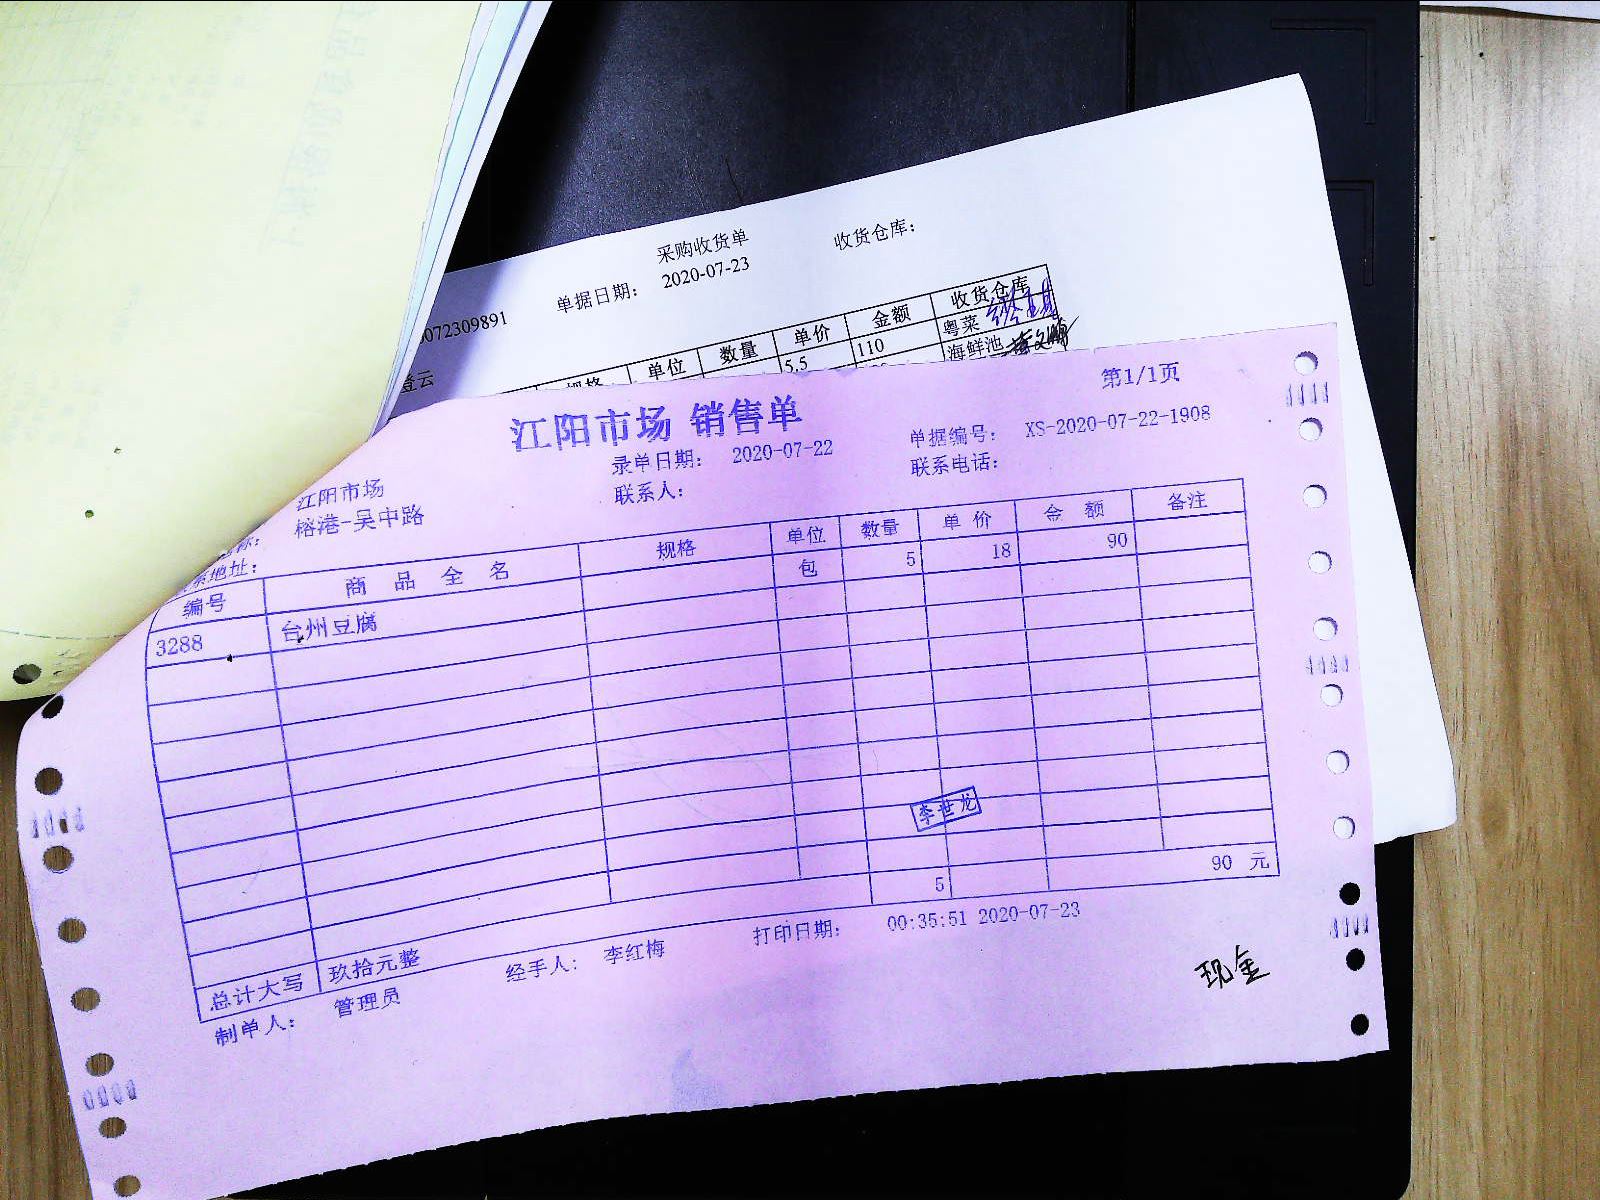 采购收货单 收货仓库：
单据日期： 2020-07-23
072309891
登云
单位 数量 单价 金额 收货仓库
5.5 110 粤菜
海鲜池
第1/1页
江阳市场 销售单
录单日期： 2020-07-22 单据编号： XS-2020-07-22-1908
江阳市场 联系人： 联系电话：
榕港-吴中路
地址：
编号 商品全名 规格 单位 数量 单价 金额 备注
3288 台州豆腐 包 5 18 90
李世龙
5 90 元
总计大写 玖拾元整
制单人： 管理员 经手人： 李红梅 打印日期： 00:35:51 2020-07-23
现金